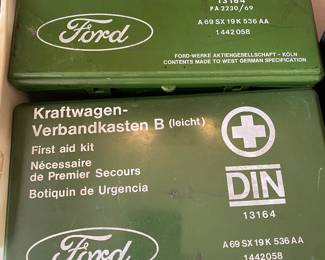 Ford
13164
PA 2230/69
A 69 SX 19 K 536 AA
1442058
FORD-WERKE AKTIENGESELLSCHAFT - KÖLN
CONTENTS MADE TO WEST GERMAN SPECIFICATION
Kraftwagen-
Verbandkasten B (leicht)
First aid kit
Nécessaire
de Premier Secours
Botiquin de Urgencia
DIN
13164
Ford
A 69 SX 19 K 536 AA
1442058